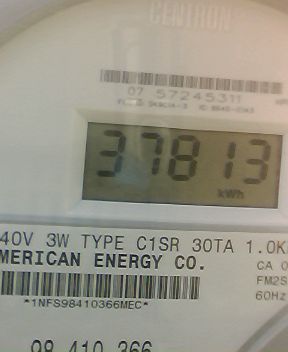 CENTRON
07 57245311
37813
kWh
40V 3W TYPE C1SR 30TA 1.0K
MERICAN ENERGY CO.
CA 0
FM2S
*1NFS98410366MEC*
60Hz
98 410 366